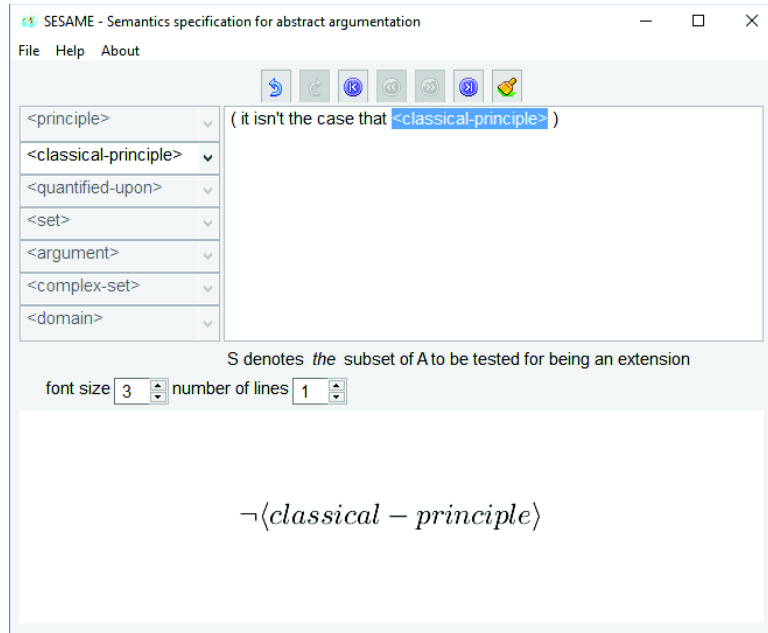 SESAME - Semantics specification for abstract argumentation
File Help About
<principle>
( it isn't the case that <classical-principle> )
<classical-principle>
<quantified-upon>
<set>
<argument>
<complex-set>
<domain>
S denotes the subset of A to be tested for being an extension
font size 3 number of lines 1
¬⟨classical − principle⟩